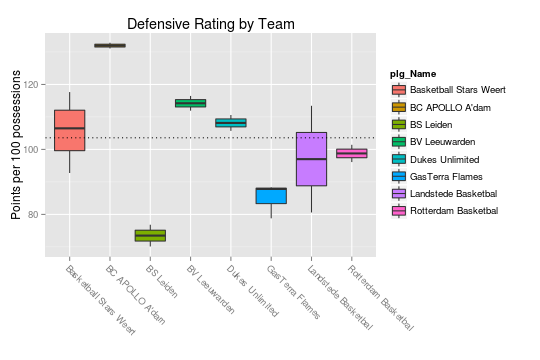 Defensive Rating by Team
Points per 100 possessions
120
100
80
Basketball Stars Weert
BC APOLLO A'dam
BS Leiden
BV Leeuwarden
Dukes Unlimited
GasTerra Flames
Landstede Basketbal
Rotterdam Basketbal
plg_Name
Basketball Stars Weert
BC APOLLO A'dam
BS Leiden
BV Leeuwarden
Dukes Unlimited
GasTerra Flames
Landstede Basketbal
Rotterdam Basketbal